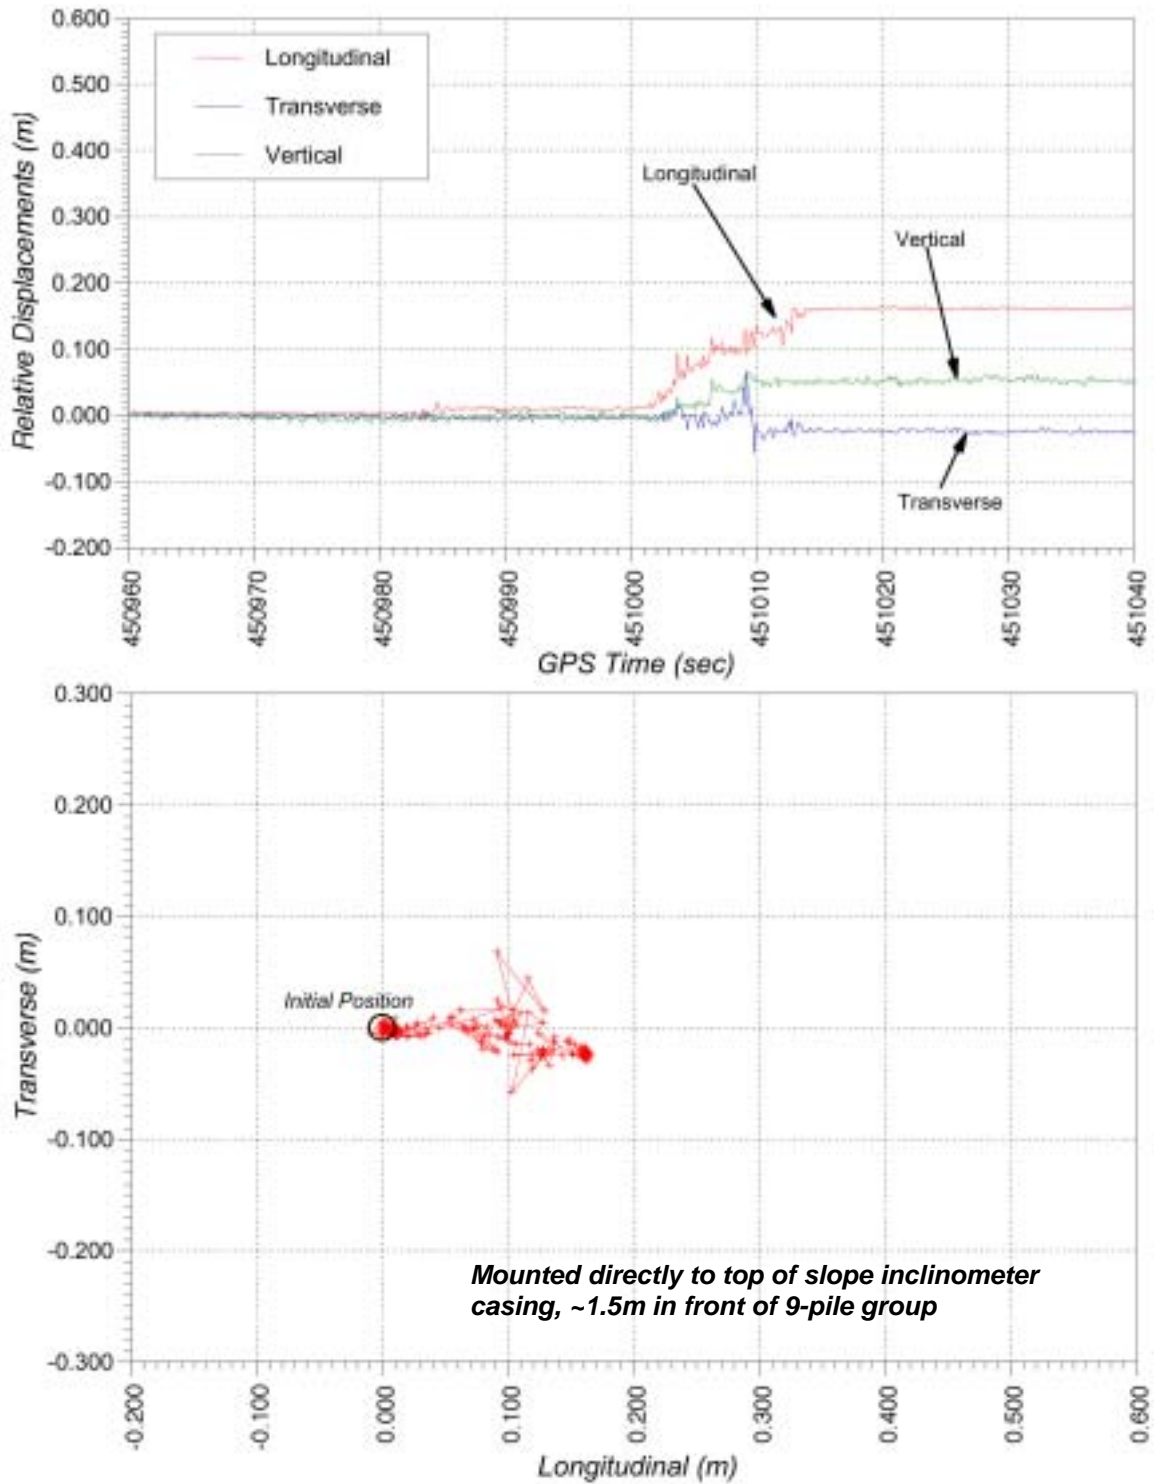 0.600
0.500
0.400
0.300
0.200
0.100
0.000
-0.100
-0.200
Relative Displacements (m)
Longitudinal
Transverse
Vertical
Longitudinal
Vertical
Transverse
450960
450970
450980
450990
451000
451010
451020
451030
451040
GPS Time (sec)
0.300
0.200
0.100
0.000
-0.100
-0.200
-0.300
Transverse (m)
Initial Position
Mounted directly to top of slope inclinometer
casing, ~1.5m in front of 9-pile group
-0.200
-0.100
0.000
0.100
0.200
0.300
0.400
0.500
0.600
Longitudinal (m)